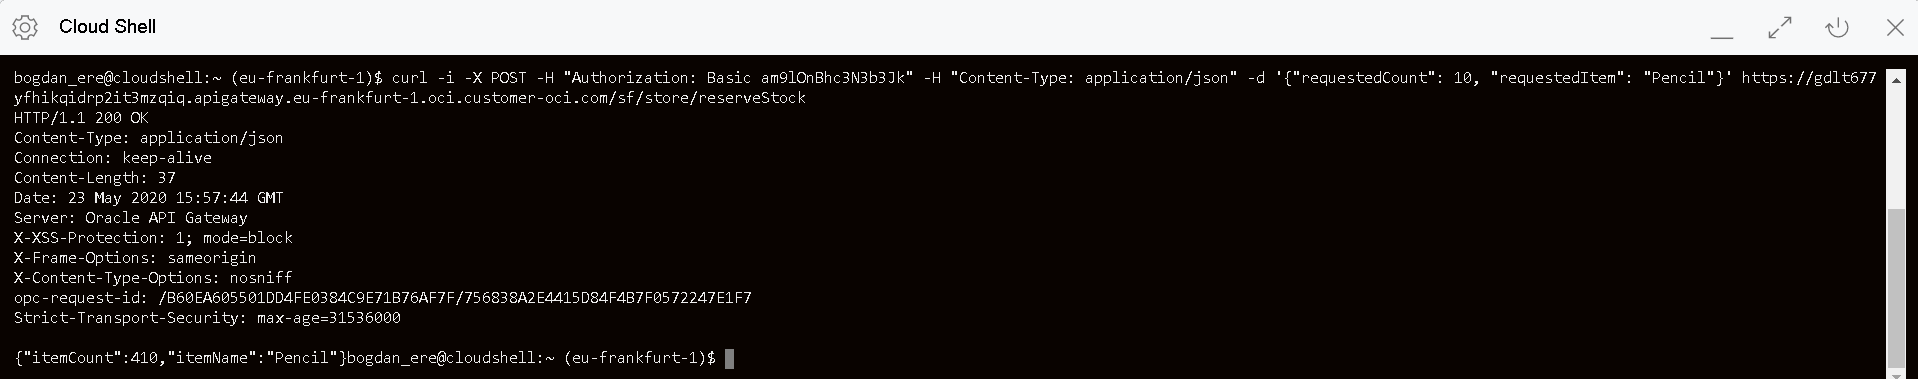 Cloud Shell
bogdan_ere@cloudshell:~ (eu-frankfurt-1)$ curl -i -X POST -H "Authorization: Basic am9lOnBhc3N3b3Jk" -H "Content-Type: application/json" -d '{"requestedCount": 10, "requestedItem": "Pencil"}' https://gdlt677
yfhikqidrp2it3mzqiq.apigateway.eu-frankfurt-1.oci.customer-oci.com/sf/store/reserveStock
HTTP/1.1 200 OK
Content-Type: application/json
Connection: keep-alive
Content-Length: 37
Date: 23 May 2020 15:57:44 GMT
Server: Oracle API Gateway
X-XSS-Protection: 1; mode=block
X-Frame-Options: sameorigin
X-Content-Type-Options: nosniff
opc-request-id: /B60EA605501DD4FE0384C9E71B76AF7F/756838A2E4415D84F4B7F0572247E1F7
Strict-Transport-Security: max-age=31536000
{"itemCount":410,"itemName":"Pencil"}bogdan_ere@cloudshell:~ (eu-frankfurt-1)$